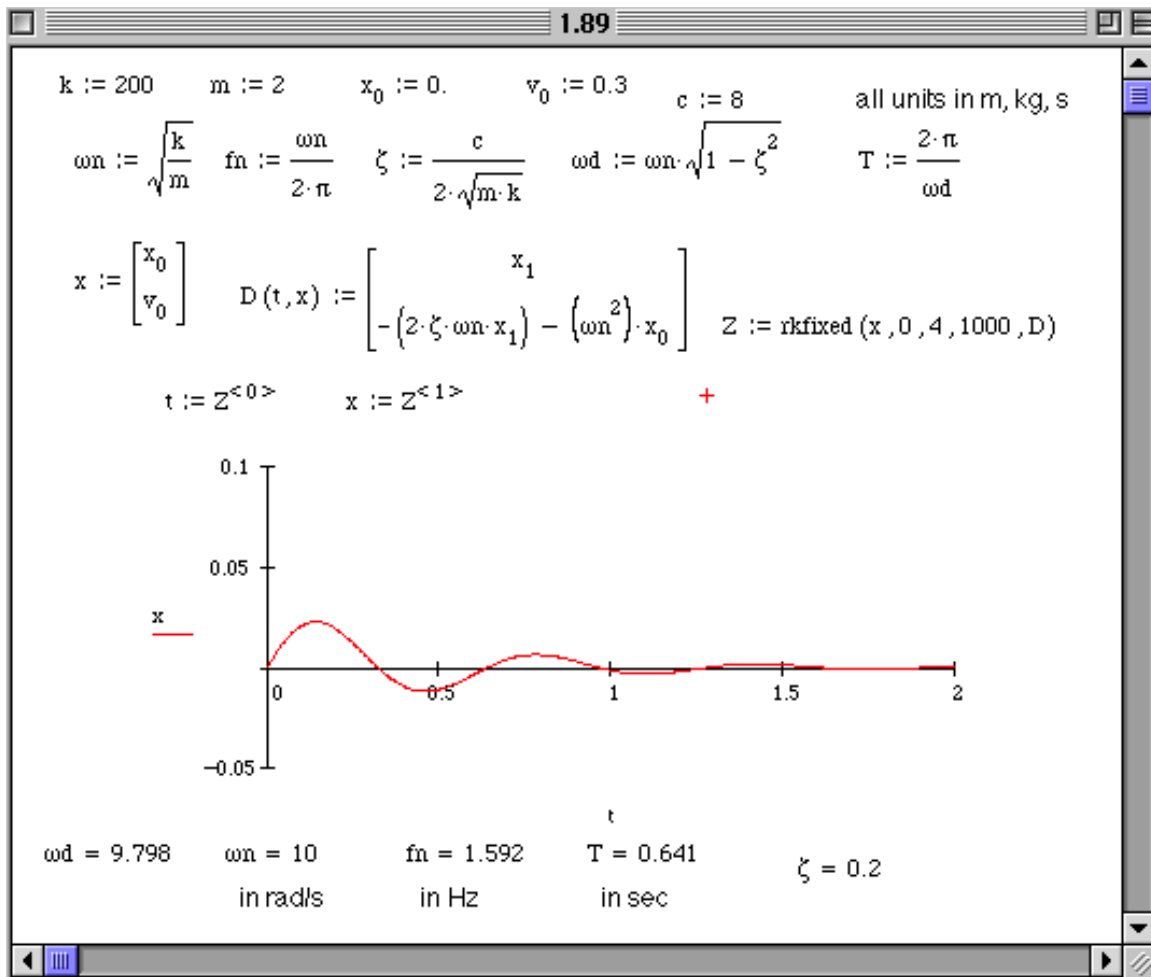 1.89
k := 200 m := 2 x₀ := 0. v₀ := 0.3 c := 8 all units in m, kg, s
ωn := √(k/m) fn := ωn/(2·π) ζ := c/(2·√(m·k)) ωd := ωn·√(1 − ζ²) T := (2·π)/ωd
x := [x₀ v₀] D(t,x) := [x₁ −(2·ζ·ωn·x₁) − (ωn²)·x₀] Z := rkfixed(x,0,4,1000,D)
t := Z^<0> x := Z^<1>
0.1
0.05
x
0 0.5 1 1.5 2
−0.05
t
ωd = 9.798 ωn = 10 fn = 1.592 T = 0.641 ζ = 0.2
in rad/s in Hz in sec